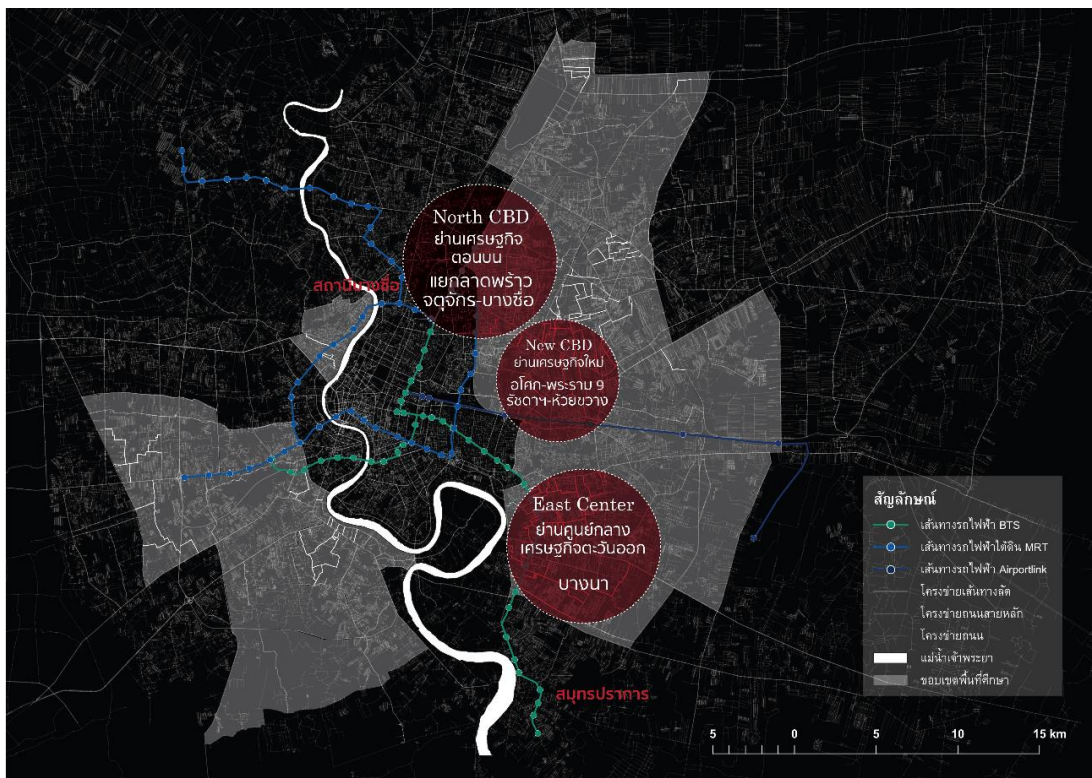 North CBD
ย่านเศรษฐกิจ
ตอนบน
แยกลาดพร้าว
จตุจักร-บางซื่อ
สถานีบางซื่อ
New CBD
ย่านเศรษฐกิจใหม่
อโศก-พระราม 9
รัชดาฯ-ห้วยขวาง
East Center
ย่านศูนย์กลาง
เศรษฐกิจตะวันออก
บางนา
สมุทรปราการ
สัญลักษณ์
เส้นทางรถไฟฟ้า BTS
เส้นทางรถไฟฟ้าใต้ดิน MRT
เส้นทางรถไฟฟ้า Airportlink
โครงข่ายเส้นทางลัด
โครงข่ายถนนสายหลัก
โครงข่ายถนน
แม่น้ำเจ้าพระยา
ขอบเขตพื้นที่ศึกษา
5 0 5 10 15 km